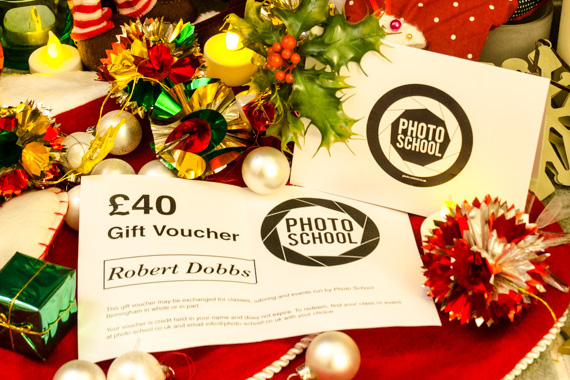 PHOTO
SCHOOL
£40
Gift Voucher
PHOTO
SCHOOL
Robert Dobbs
This gift voucher may be exchanged for classes, tutoring and events run by Photo School
Birmingham in whole or in part.
Your voucher is credit held in your name and does not expire. To redeem, find your class or event
at photo-school.co.uk and email info@photo-school.co.uk with your choice.